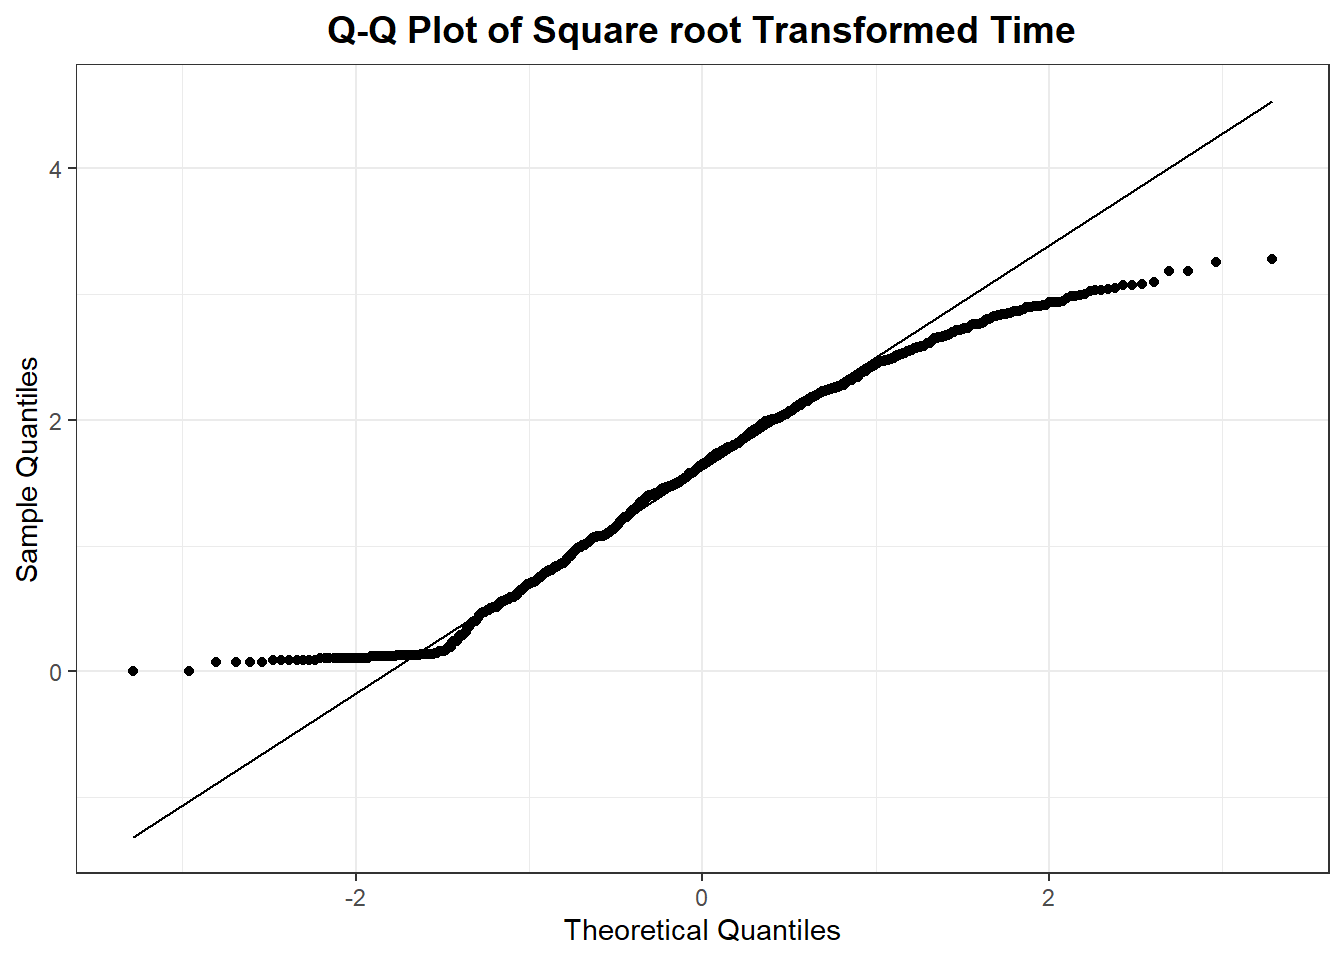 Q-Q Plot of Square root Transformed Time
4
2
0
Sample Quantiles
-2
0
2
Theoretical Quantiles